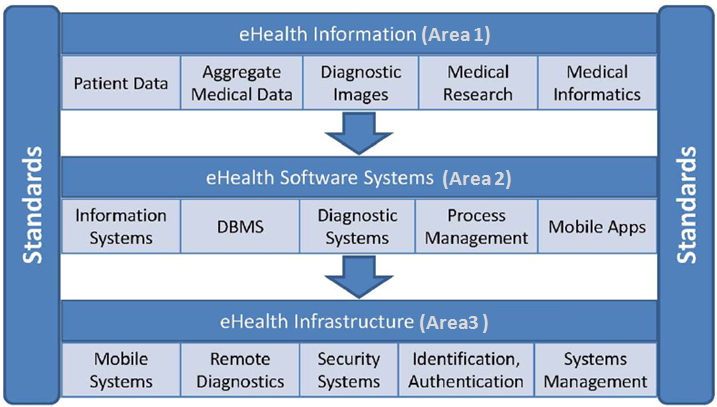 Standards
eHealth Information (Area 1)
Patient Data
Aggregate
Medical Data
Diagnostic
Images
Medical
Research
Medical
Informatics
eHealth Software Systems (Area 2)
Information
Systems
DBMS
Diagnostic
Systems
Process
Management
Mobile Apps
eHealth Infrastructure (Area3)
Mobile
Systems
Remote
Diagnostics
Security
Systems
Identification,
Authentication
Systems
Management
Standards